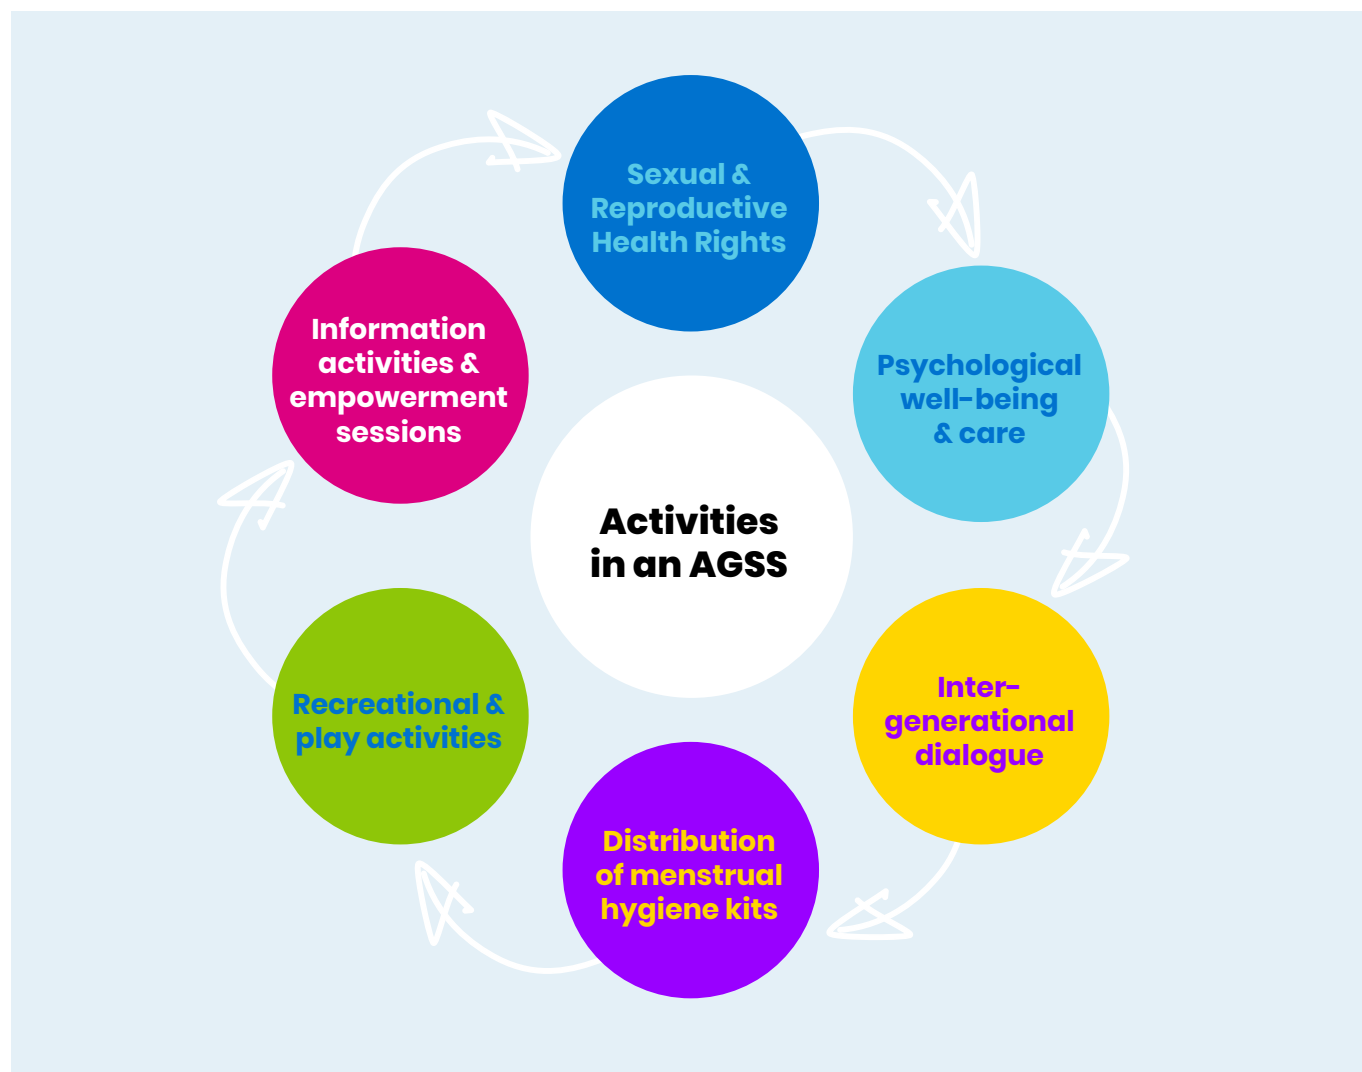 Sexual &
Reproductive
Health Rights
Psychological
well-being
& care
Inter-
generational
dialogue
Distribution
of menstrual
hygiene kits
Recreational &
play activities
Information
activities &
empowerment
sessions
Activities
in an AGSS